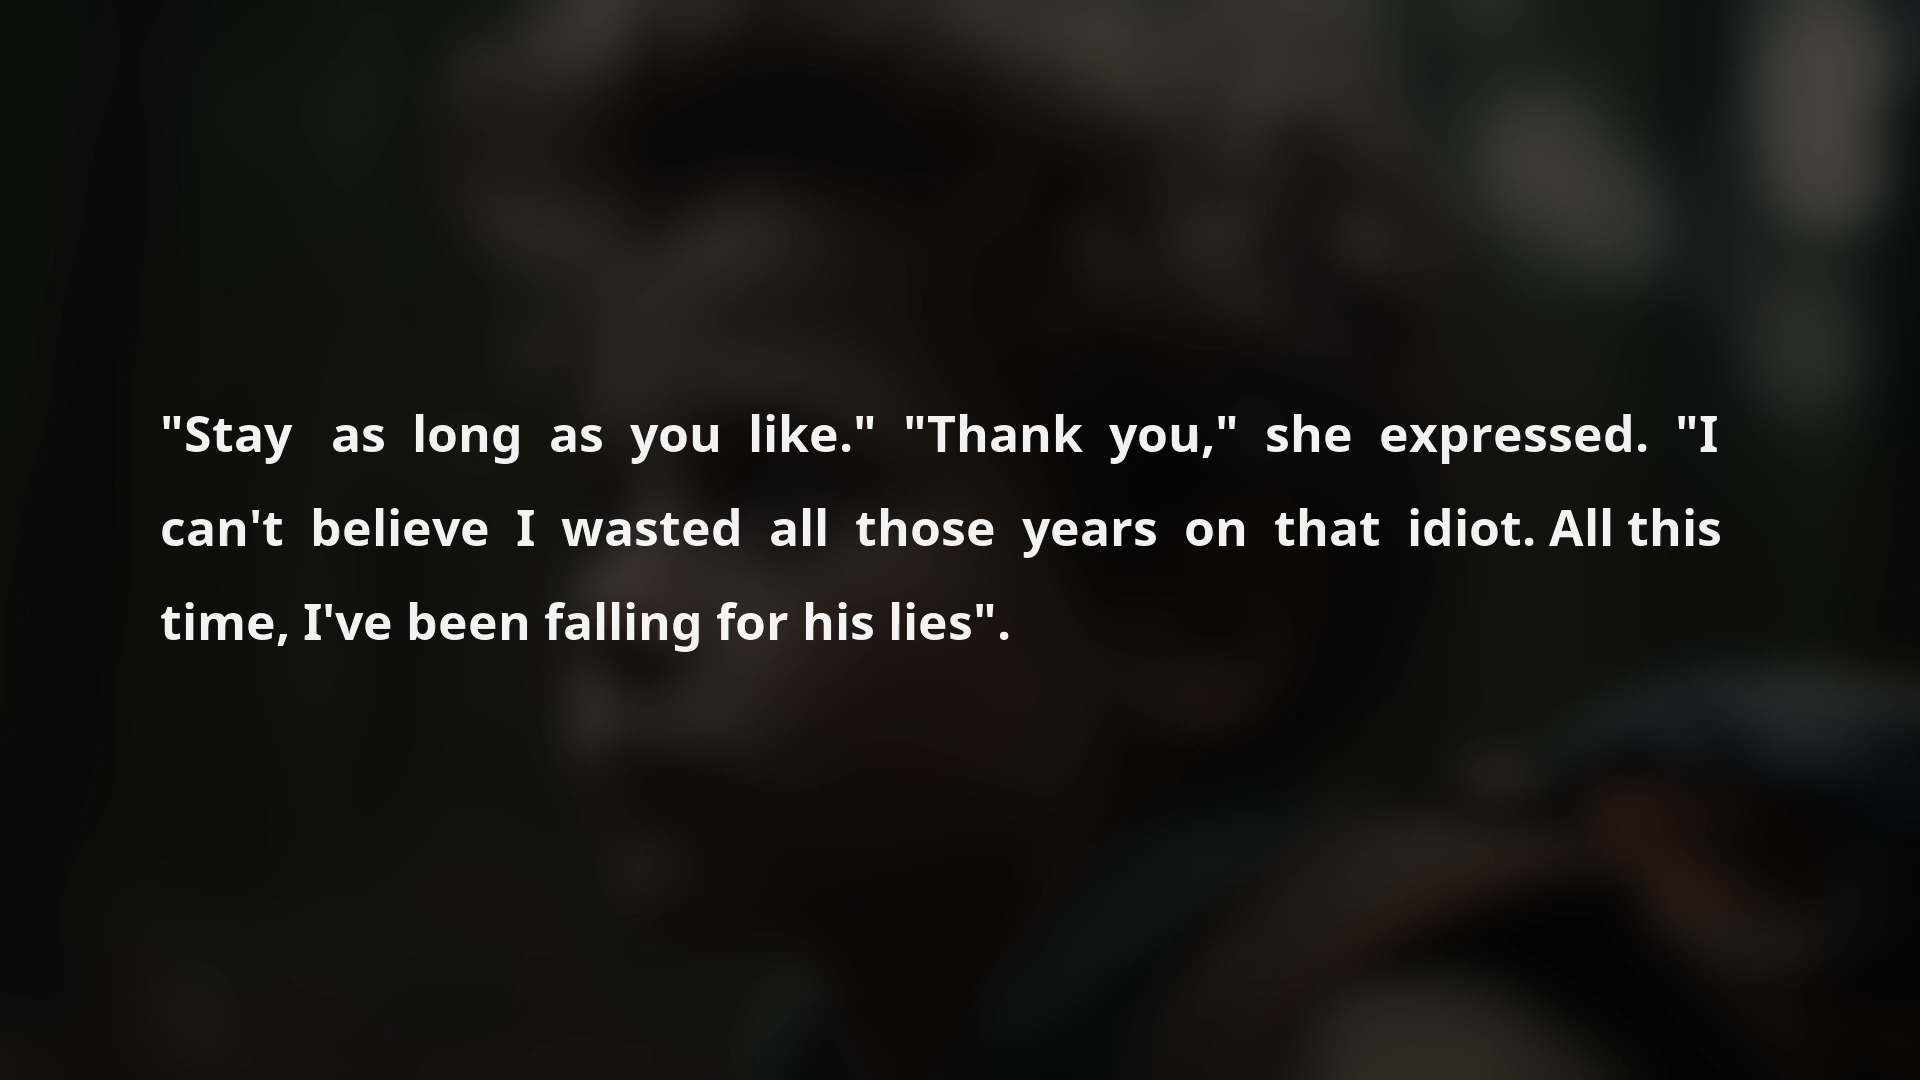 "Stay as long as you like." "Thank you," she expressed. "I
can't believe I wasted all those years on that idiot. All this
time, I've been falling for his lies".